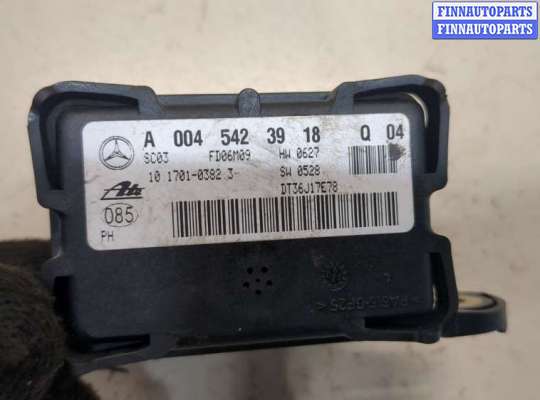 FINNAUTOPARTS
FINNAUTOPARTS
A 004 542 39 18 Q 04
SC03 FD06M09 HW 0627
10 1701-0382 3- SW 0528
Ate DT36J17E78
085
PH